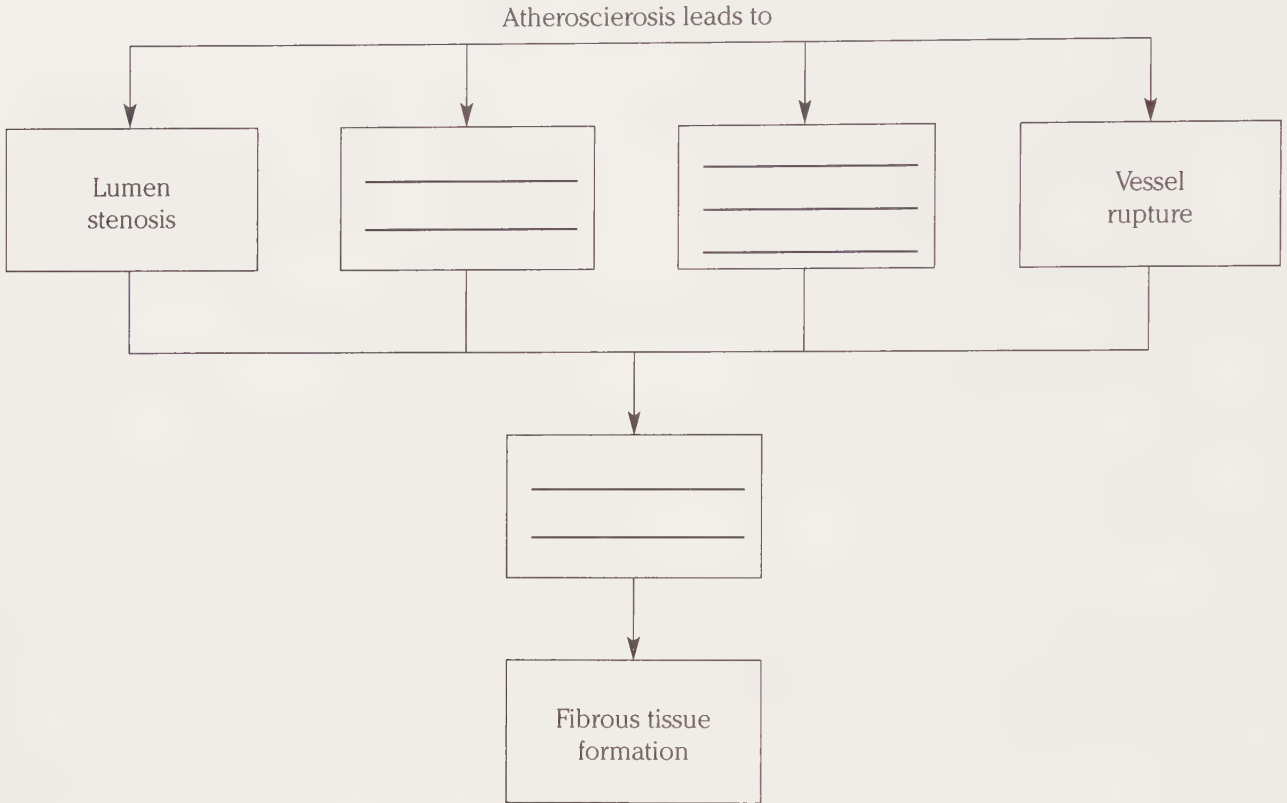 Atheroscierosis leads to
Lumen
stenosis
Vessel
rupture
Fibrous tissue
formation